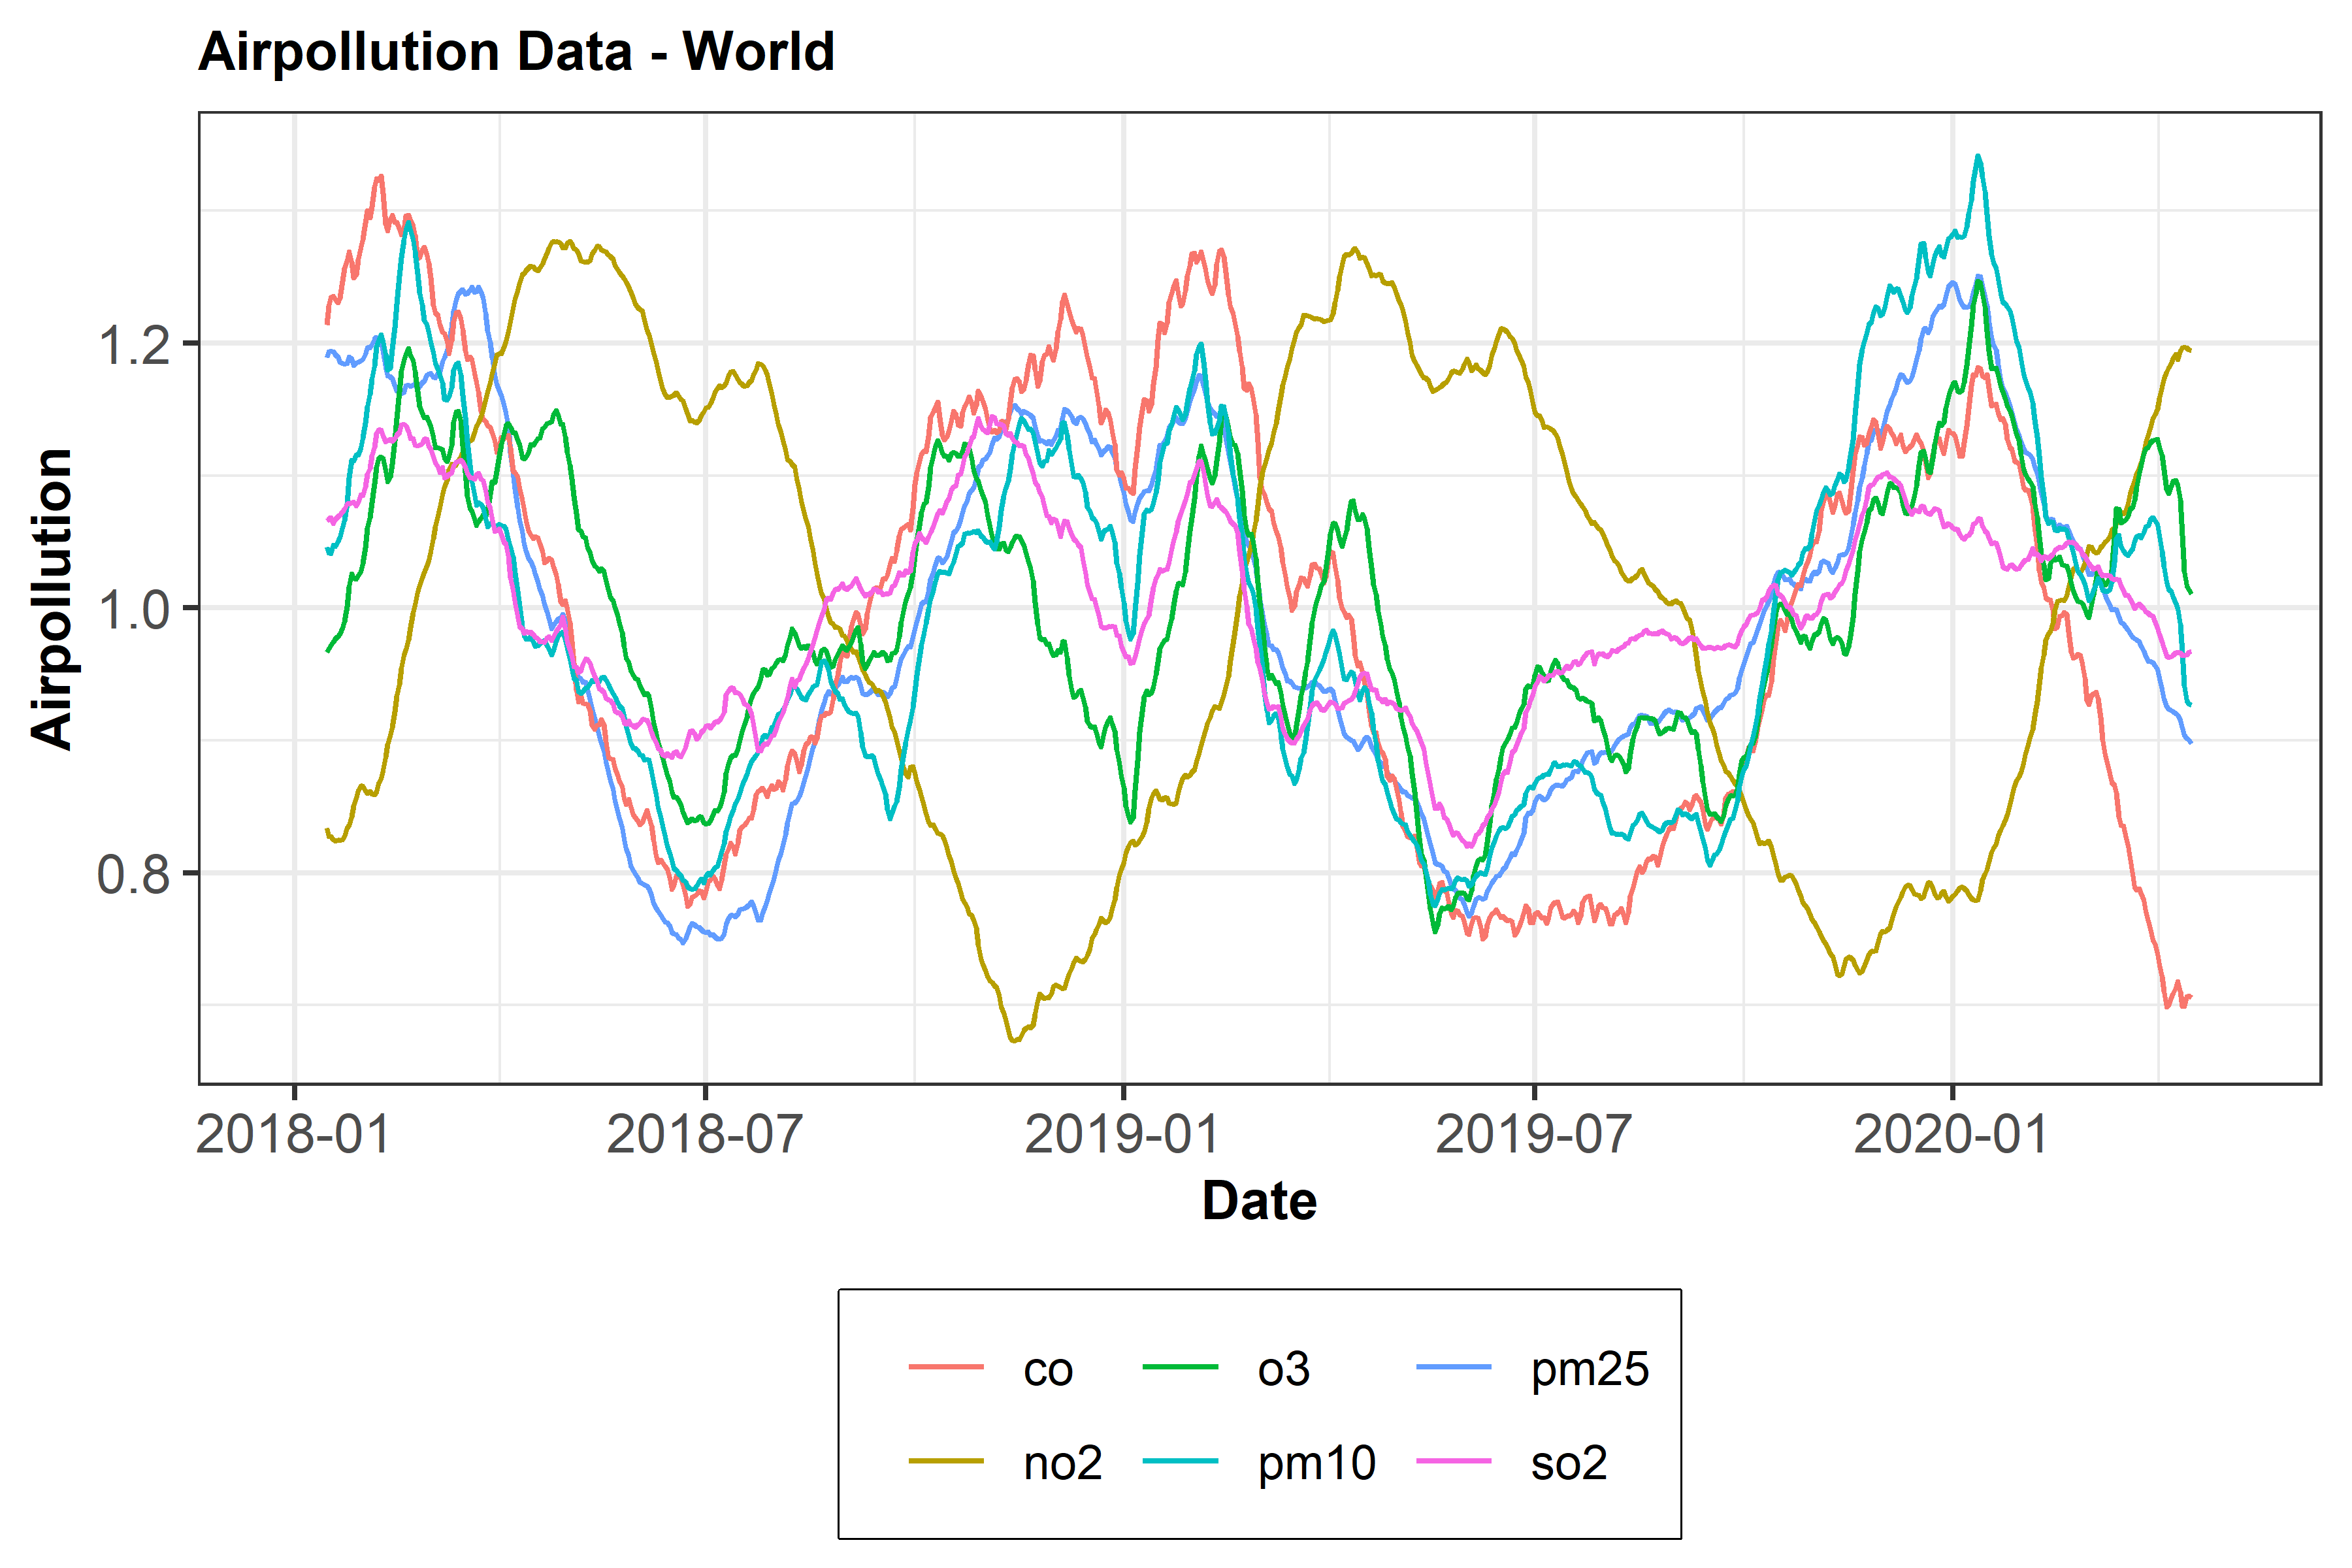 Airpollution Data - World
Airpollution
1.2
1.0
0.8
2018-01 2018-07 2019-01 2019-07 2020-01
Date
co o3 pm25
no2 pm10 so2